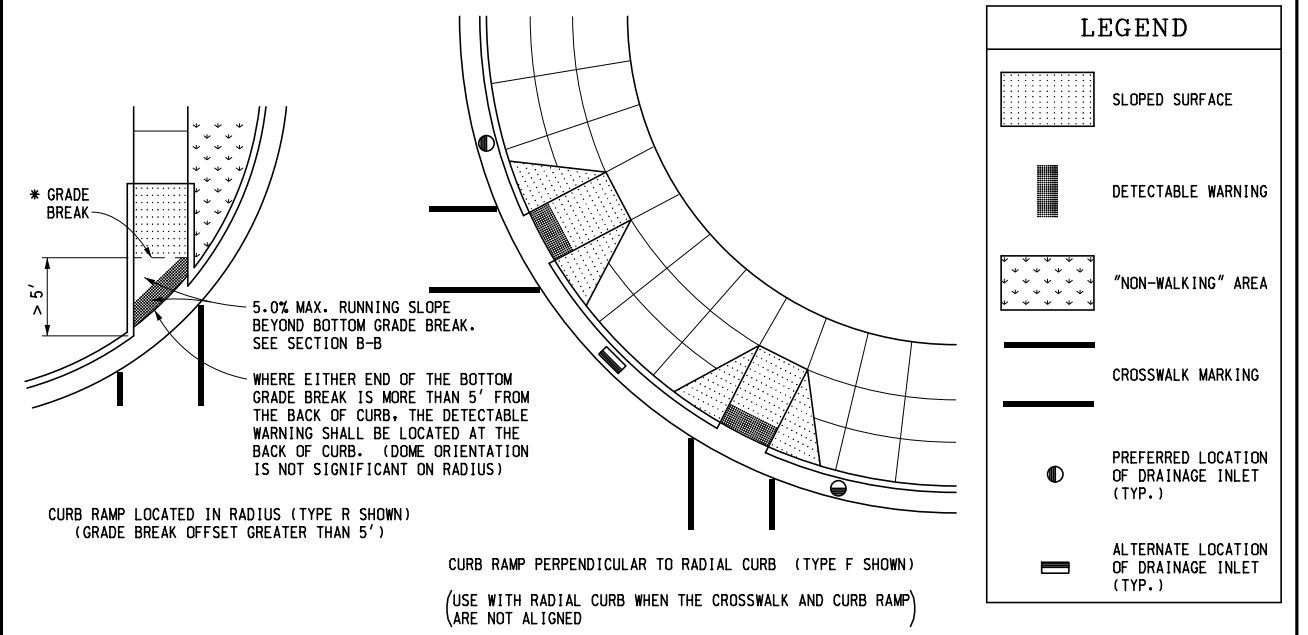 * GRADE
BREAK
> 5'
5.0% MAX. RUNNING SLOPE
BEYOND BOTTOM GRADE BREAK.
SEE SECTION B-B
WHERE EITHER END OF THE BOTTOM
GRADE BREAK IS MORE THAN 5' FROM
THE BACK OF CURB, THE DETECTABLE
WARNING SHALL BE LOCATED AT THE
BACK OF CURB. (DOME ORIENTATION
IS NOT SIGNIFICANT ON RADIUS)
CURB RAMP LOCATED IN RADIUS (TYPE R SHOWN)
(GRADE BREAK OFFSET GREATER THAN 5')
CURB RAMP PERPENDICULAR TO RADIAL CURB (TYPE F SHOWN)
(USE WITH RADIAL CURB WHEN THE CROSSWALK AND CURB RAMP
ARE NOT ALIGNED)
LEGEND
SLOPED SURFACE
DETECTABLE WARNING
"NON-WALKING" AREA
CROSSWALK MARKING
PREFERRED LOCATION
OF DRAINAGE INLET
(TYP.)
ALTERNATE LOCATION
OF DRAINAGE INLET
(TYP.)